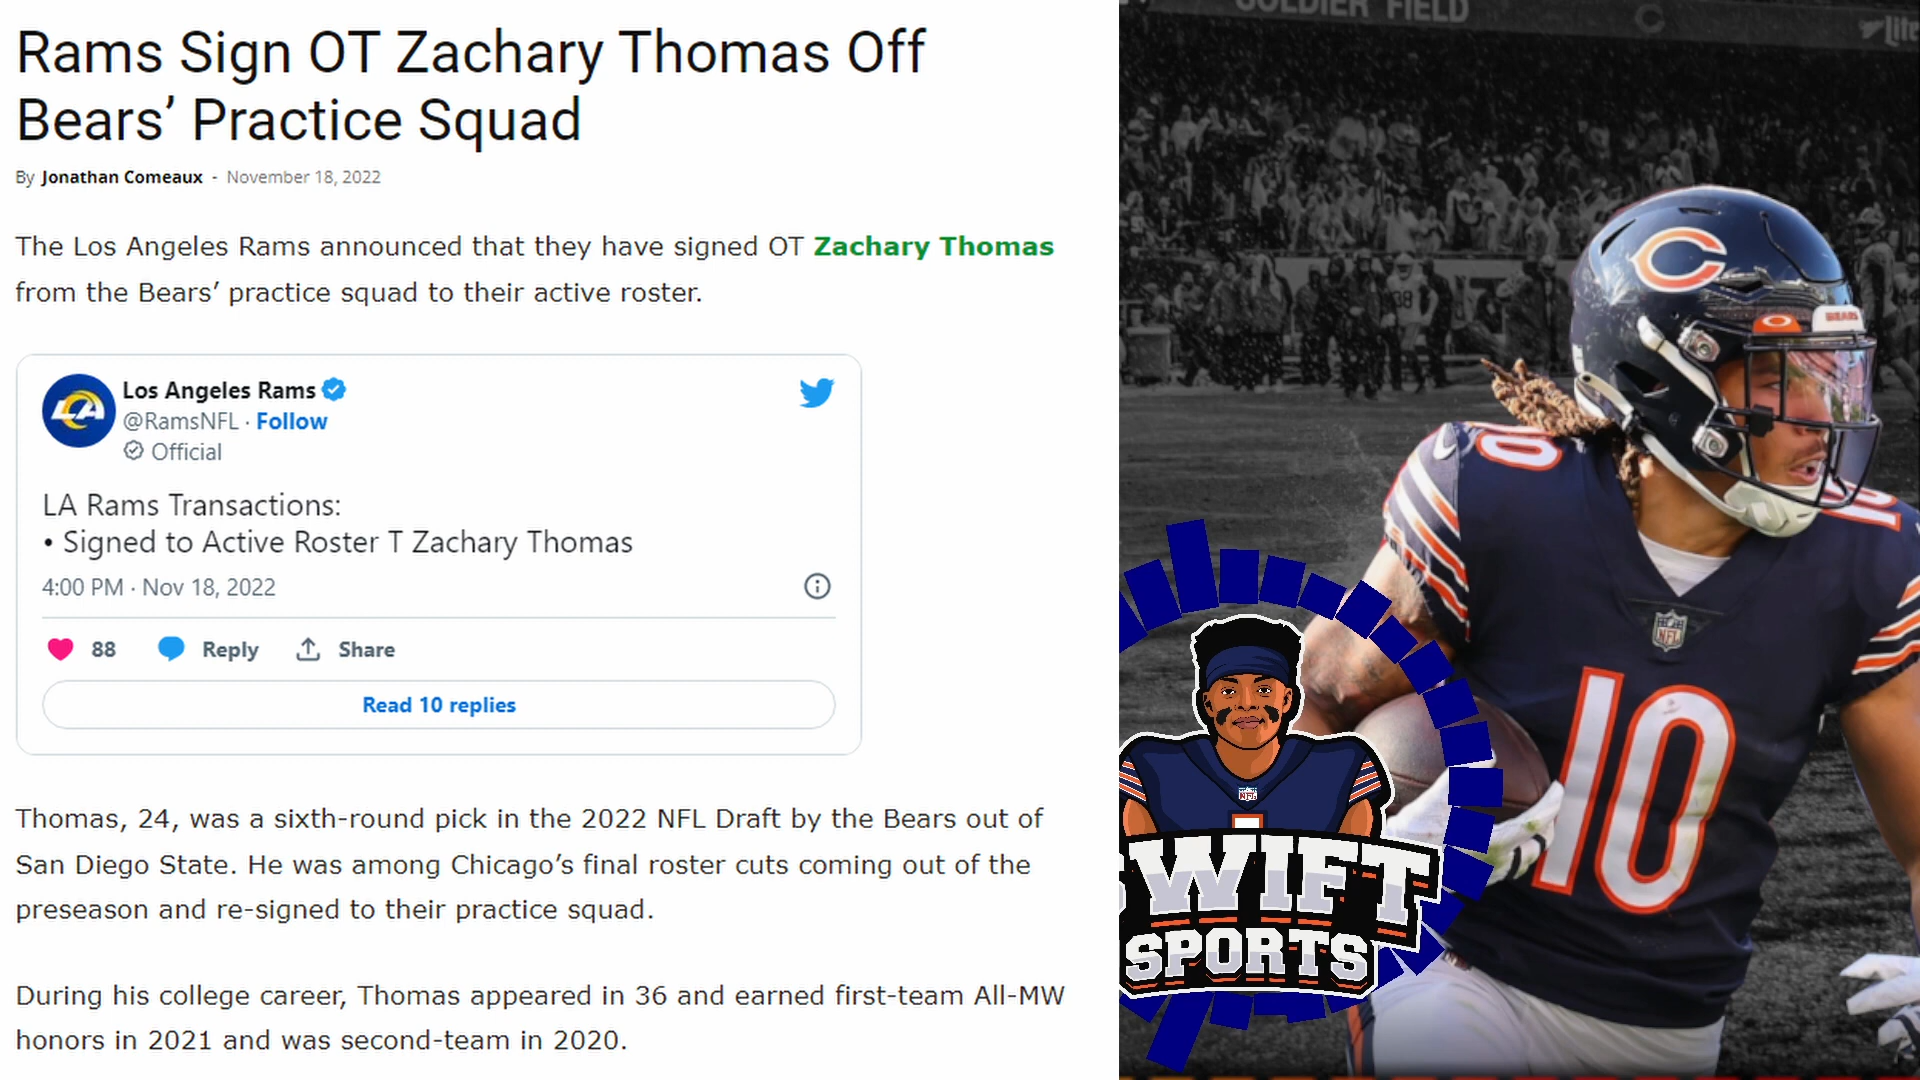 Rams Sign OT Zachary Thomas Off
Bears’ Practice Squad
By Jonathan Comeaux - November 18, 2022
The Los Angeles Rams announced that they have signed OT Zachary Thomas
from the Bears’ practice squad to their active roster.
Los Angeles Rams
@RamsNFL · Follow
Official
LA Rams Transactions:
• Signed to Active Roster T Zachary Thomas
4:00 PM · Nov 18, 2022
88 Reply Share
Read 10 replies
Thomas, 24, was a sixth-round pick in the 2022 NFL Draft by the Bears out of
San Diego State. He was among Chicago’s final roster cuts coming out of the
preseason and re-signed to their practice squad.
During his college career, Thomas appeared in 36 and earned first-team All-MW
honors in 2021 and was second-team in 2020.
SOLDIER FIELD
Lite
BEARS
10
NFL
10
NFL
SWIFT
SPORTS